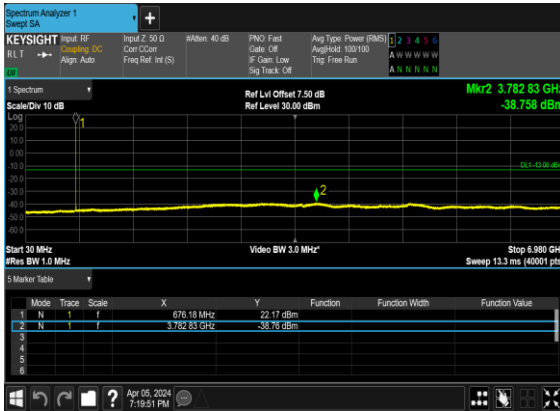 Spectrum Analyzer 1
Swept SA
+
KEYSIGHT Input: RF Input Z: 50 Ω #Atten: 40 dB PNO: Fast Avg Type: Power (RMS) 1 2 3 4 5 6
RLT Coupling: DC Corr CCorr Gate: Off Avg|Hold: 100/100 A W W W W W
Align: Auto Freq Ref: Int (S) IF Gain: Low Trig: Free Run
LXI Sig Track: Off A N N N N N
1 Spectrum Ref Lvl Offset 7.50 dB Mkr2 3.782 83 GHz
Scale/Div 10 dB Ref Level 30.00 dBm -38.758 dBm
Log
1
20.0
10.0
0.00
-10.0
DL1 -13.00 dBm
-20.0
-30.0
2
-40.0
-50.0
-60.0
Start 30 MHz Video BW 3.0 MHz* Stop 6.980 GH
#Res BW 1.0 MHz Sweep 13.3 ms (40001 pts
5 Marker Table
Mode Trace Scale X Y Function Function Width Function Value
1 N 1 f 676.18 MHz 22.17 dBm
2 N 1 f 3.782 83 GHz -38.76 dBm
3
4
5
6
? Apr 05, 2024
7:19:51 PM